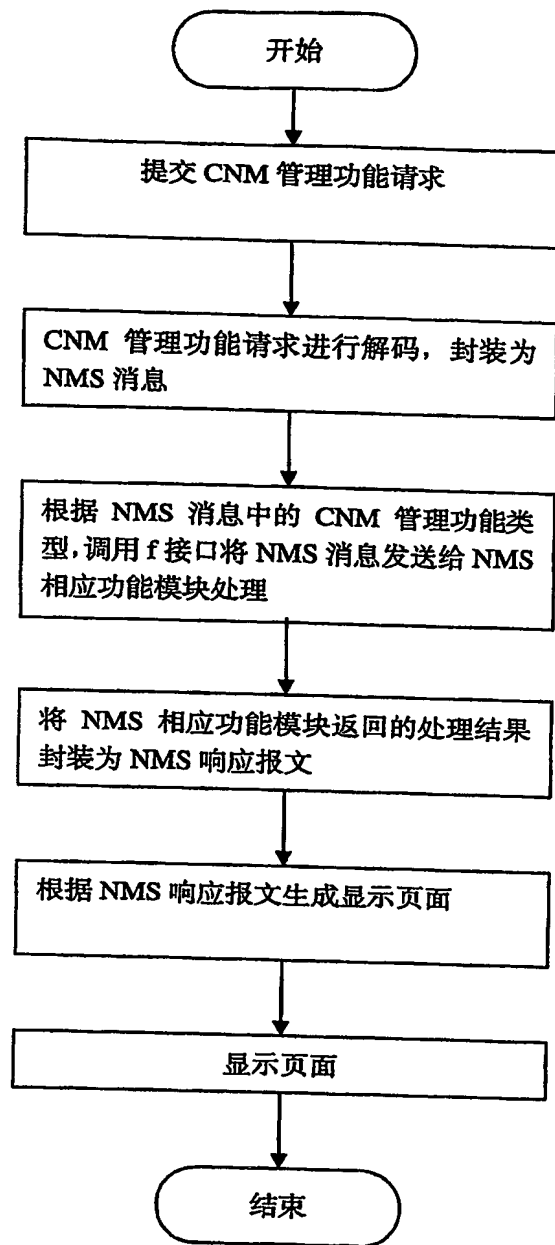 开始
提交 CNM 管理功能请求
CNM 管理功能请求进行解码，封装为
NMS 消息
根据 NMS 消息中的 CNM 管理功能类
型，调用 f 接口将 NMS 消息发送给 NMS
相应功能模块处理
将 NMS 相应功能模块返回的处理结果
封装为 NMS 响应报文
根据 NMS 响应报文生成显示页面
显示页面
结束